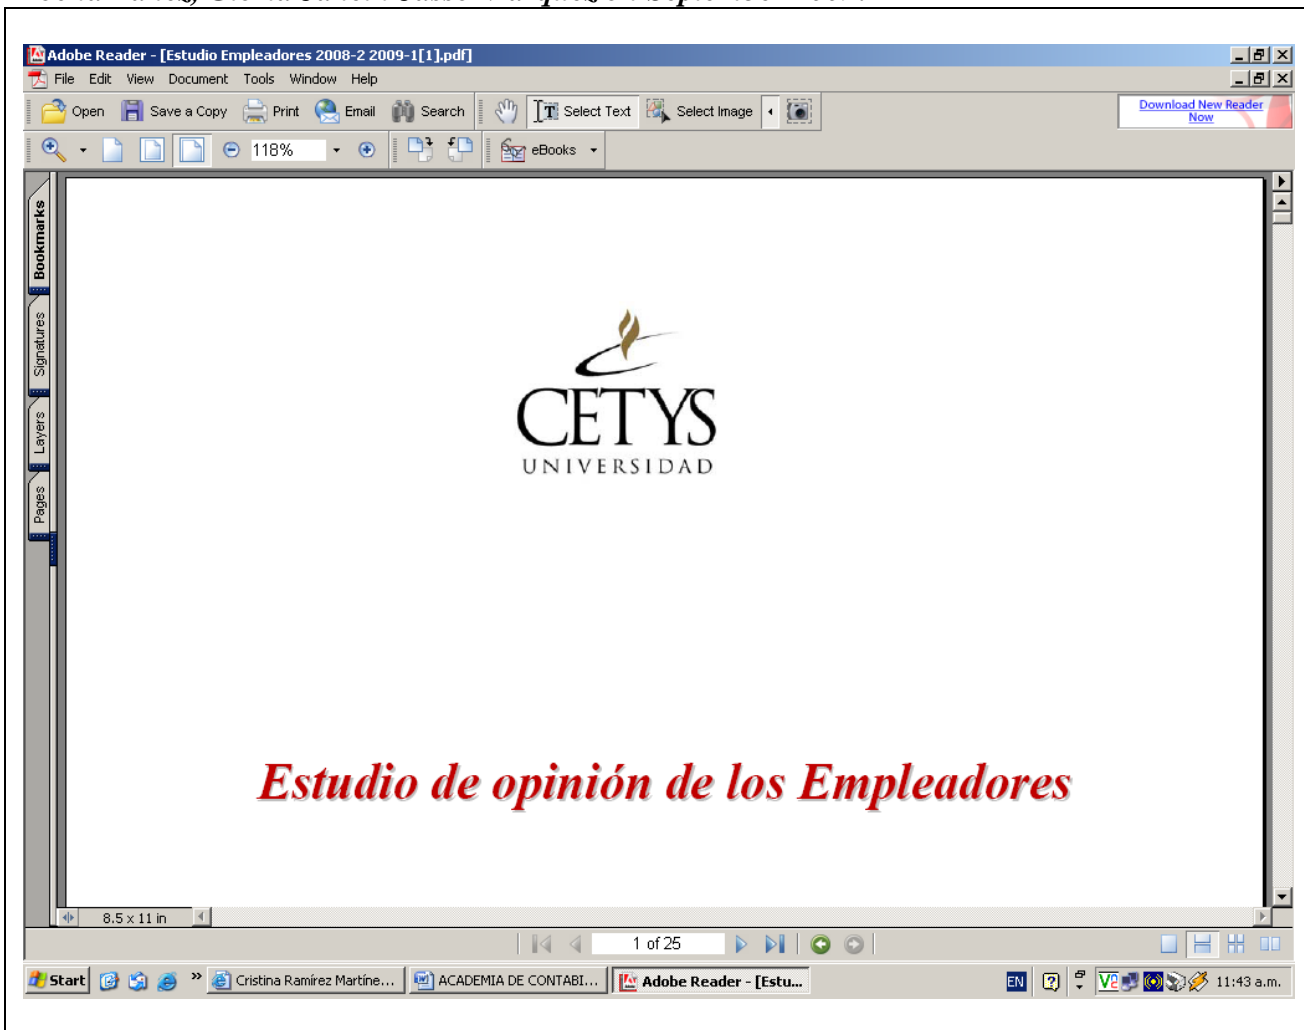 Adobe Reader - [Estudio Empleadores 2008-2 2009-1[1].pdf]
File Edit View Document Tools Window Help
Open Save a Copy Print Email Search Select Text Select Image
Download New Reader
Now
118% eBooks
Bookmarks
Signatures
Layers
Pages
CETYS
UNIVERSIDAD
Estudio de opinión de los Empleadores
8.5 x 11 in
1 of 25
Start Cristina Ramírez Martíne... ACADEMIA DE CONTABI... Adobe Reader - [Estu... EN 11:43 a.m.